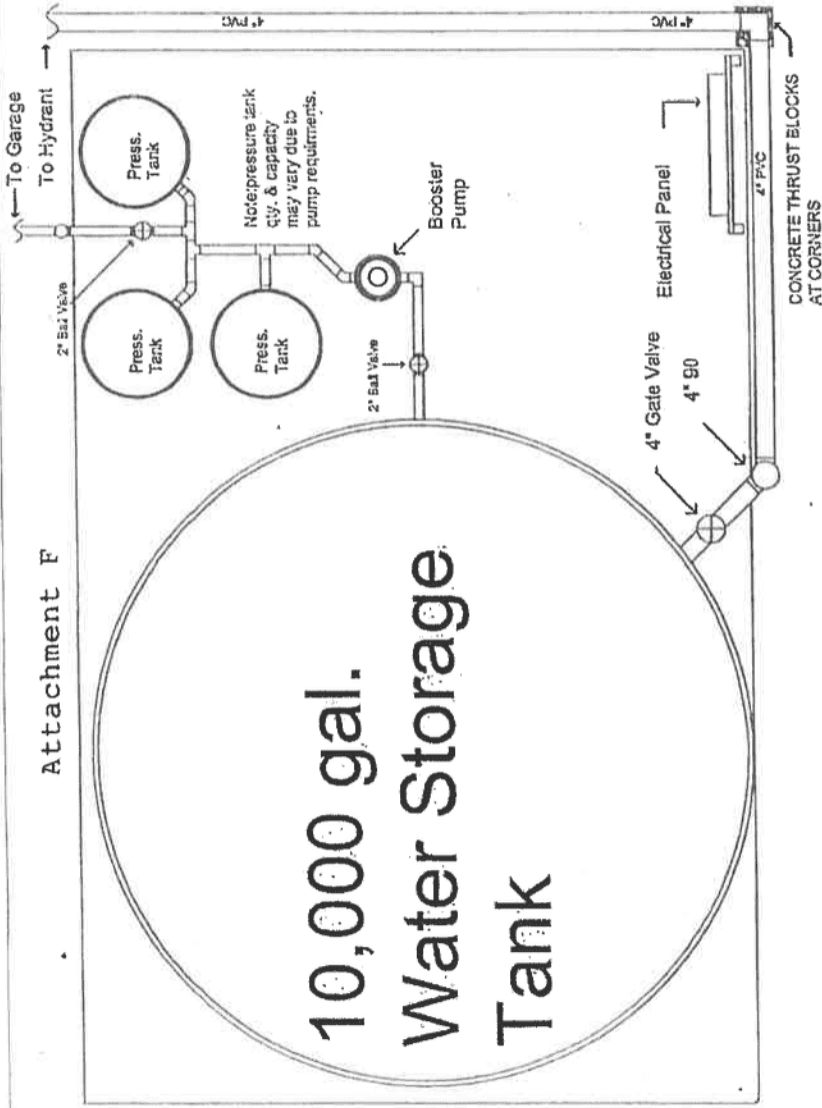 Attachment F
To Garage
To Hydrant
4" PVC
4" PVC
2" Ball Valve
Press.
Tank
Press.
Tank
Press.
Tank
Note:pressure tank
qty. & capacity
may vary due to
pump requirments.
Booster
Pump
2" Ball Valve
Electrical Panel
4" PVC
CONCRETE THRUST BLOCKS
AT CORNERS
4" Gate Valve
4" 90
10,000 gal.
Water Storage
Tank